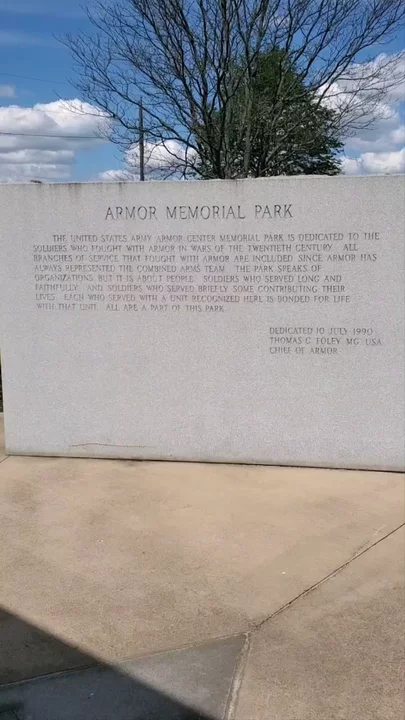 ARMOR MEMORIAL PARK
THE UNITED STATES ARMY ARMOR CENTER MEMORIAL PARK IS DEDICATED TO THE
SOLDIERS WHO FOUGHT WITH ARMOR IN WARS OF THE TWENTIETH CENTURY. ALL
BRANCHES OF SERVICE THAT FOUGHT WITH ARMOR ARE INCLUDED SINCE ARMOR HAS
ALWAYS REPRESENTED THE COMBINED ARMS TEAM. THE PARK SPEAKS OF
ORGANIZATIONS, BUT IT IS ABOUT PEOPLE. SOLDIERS WHO SERVED LONG AND
FAITHFULLY AND SOLDIERS WHO SERVED BRIEFLY, SOME CONTRIBUTING THEIR
LIVES. EACH WHO SERVED WITH A UNIT RECOGNIZED HERE IS BONDED FOR LIFE
WITH THAT UNIT. ALL ARE A PART OF THIS PARK.
DEDICATED 10 JULY 1990
THOMAS C. FOLEY, MG, USA
CHIEF OF ARMOR